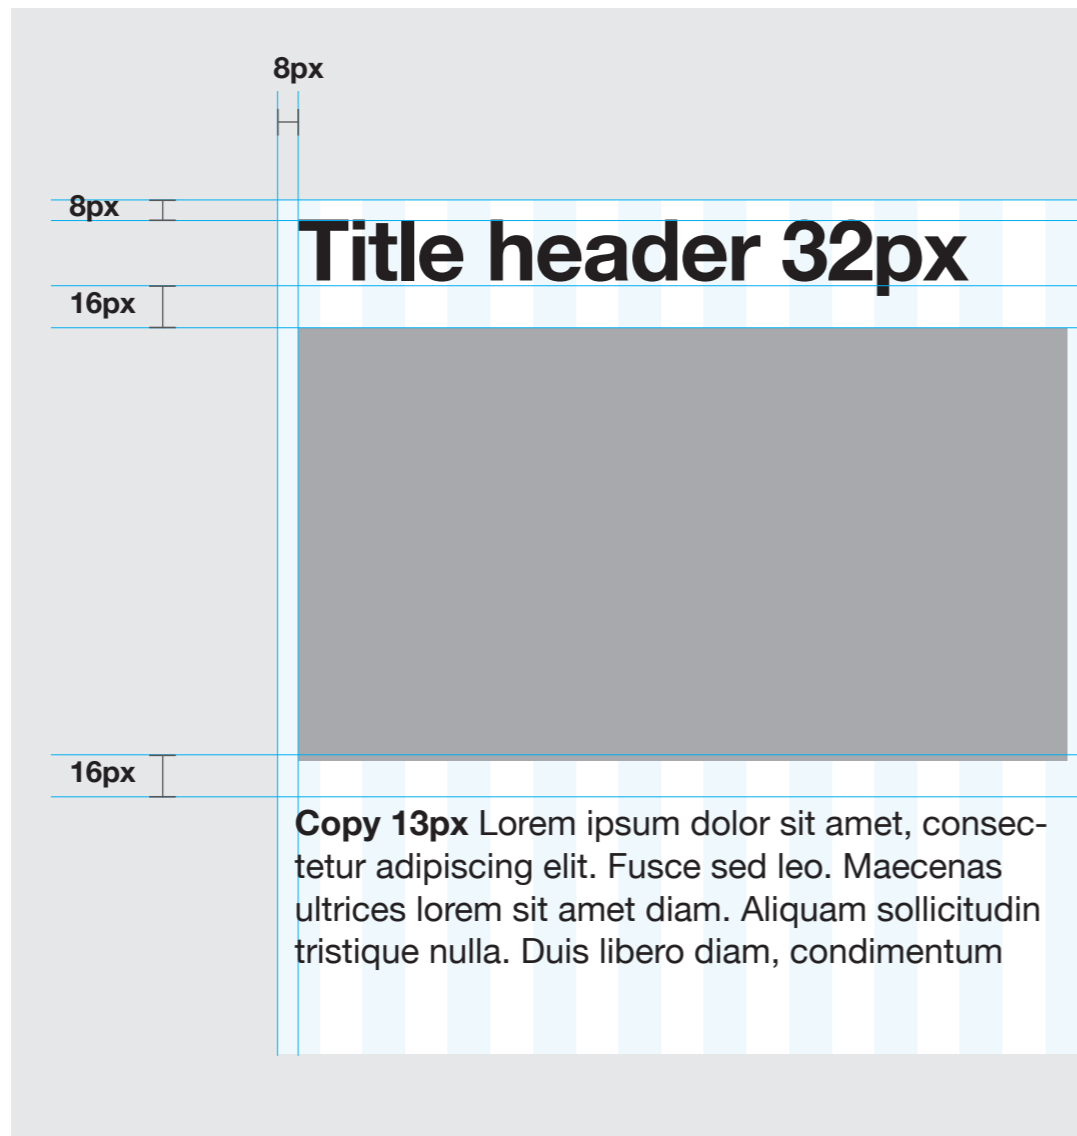 8px
8px
Title header 32px
16px
16px
Copy 13px Lorem ipsum dolor sit amet, consec-
tetur adipiscing elit. Fusce sed leo. Maecenas
ultrices lorem sit amet diam. Aliquam sollicitudin
tristique nulla. Duis libero diam, condimentum